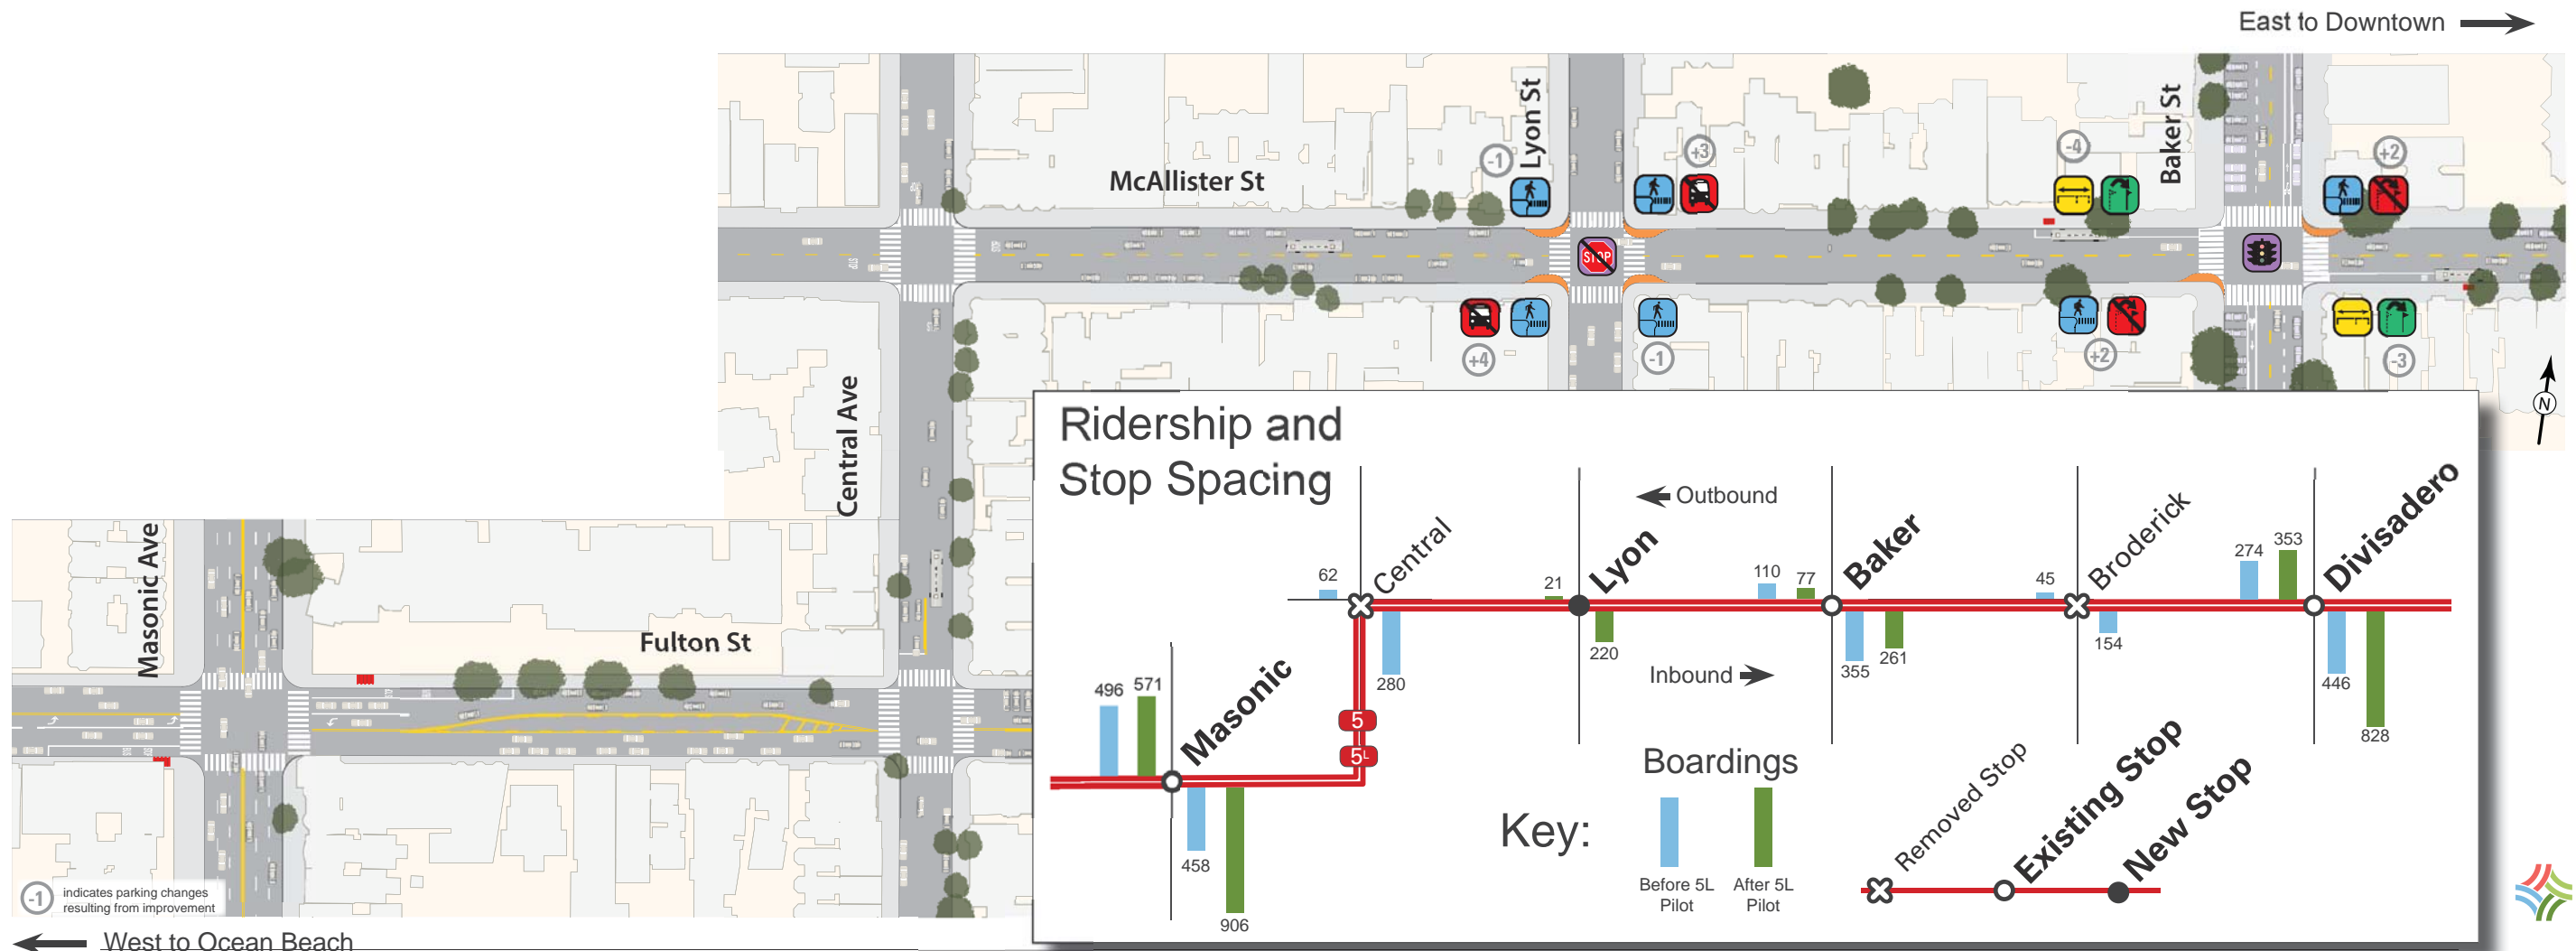 East to Downtown
Lyon St
Baker St
-1
+3
-4
+2
McAllister St
STOP
+4
-1
+2
-3
Central Ave
N
Masonic Ave
Fulton St
-1 indicates parking changes
resulting from improvement
West to Ocean Beach
Ridership and
Stop Spacing
Outbound
Inbound
Masonic
Central
Lyon
Baker
Broderick
Divisadero
496
571
458
906
62
280
21
220
110
77
355
261
45
154
274
353
446
828
5
5L
Key:
Boardings
Before 5L
Pilot
After 5L
Pilot
Removed Stop
Existing Stop
New Stop